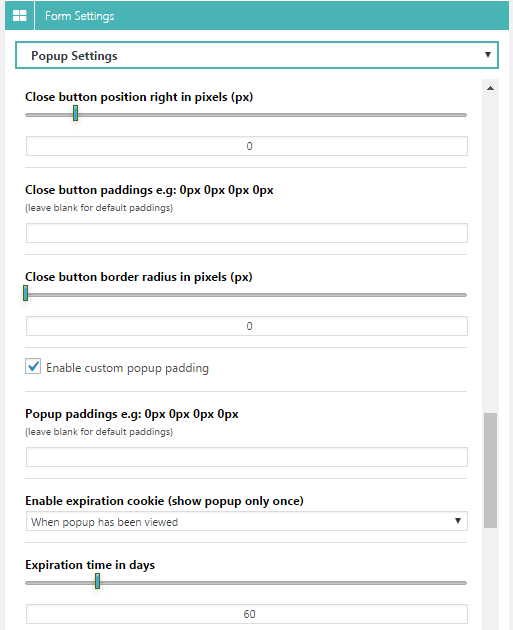 Form Settings
Popup Settings
Close button position right in pixels (px)
0
Close button paddings e.g: 0px 0px 0px 0px
(leave blank for default paddings)
Close button border radius in pixels (px)
0
Enable custom popup padding
Popup paddings e.g: 0px 0px 0px 0px
(leave blank for default paddings)
Enable expiration cookie (show popup only once)
When popup has been viewed
Expiration time in days
60